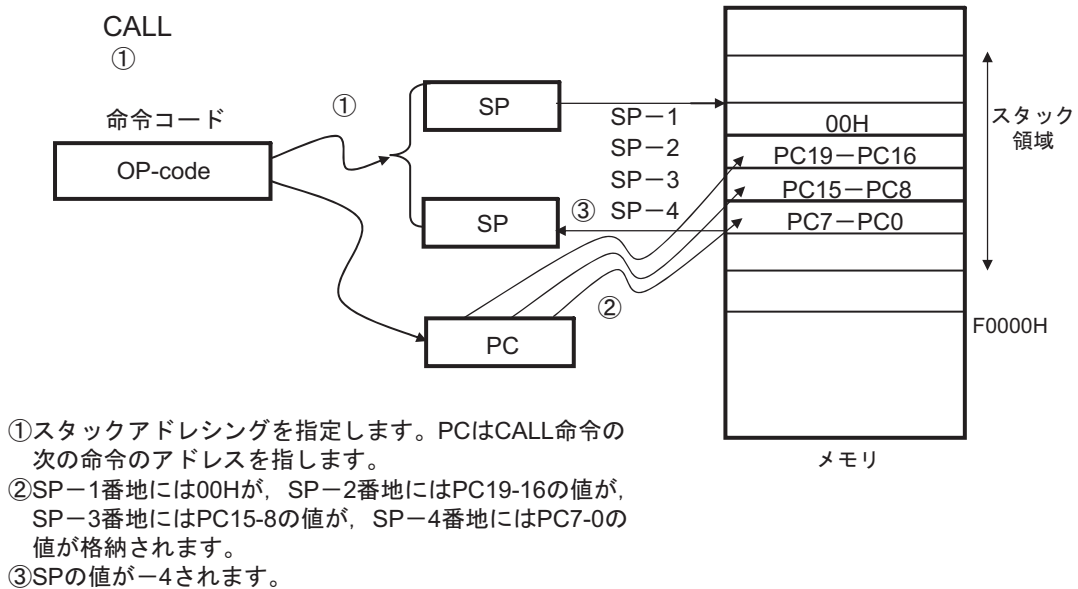 CALL
①
命令コード
OP-code
①
SP
SP
③
PC
②
SP－1
SP－2
SP－3
SP－4
00H
PC19－PC16
PC15－PC8
PC7－PC0
スタック
領域
F0000H
メモリ
①スタックアドレシングを指定します。PCはCALL命令の
次の命令のアドレスを指します。
②SP－1番地には00Hが，SP－2番地にはPC19-16の値が，
SP－3番地にはPC15-8の値が，SP－4番地にはPC7-0の
値が格納されます。
③SPの値が－4されます。